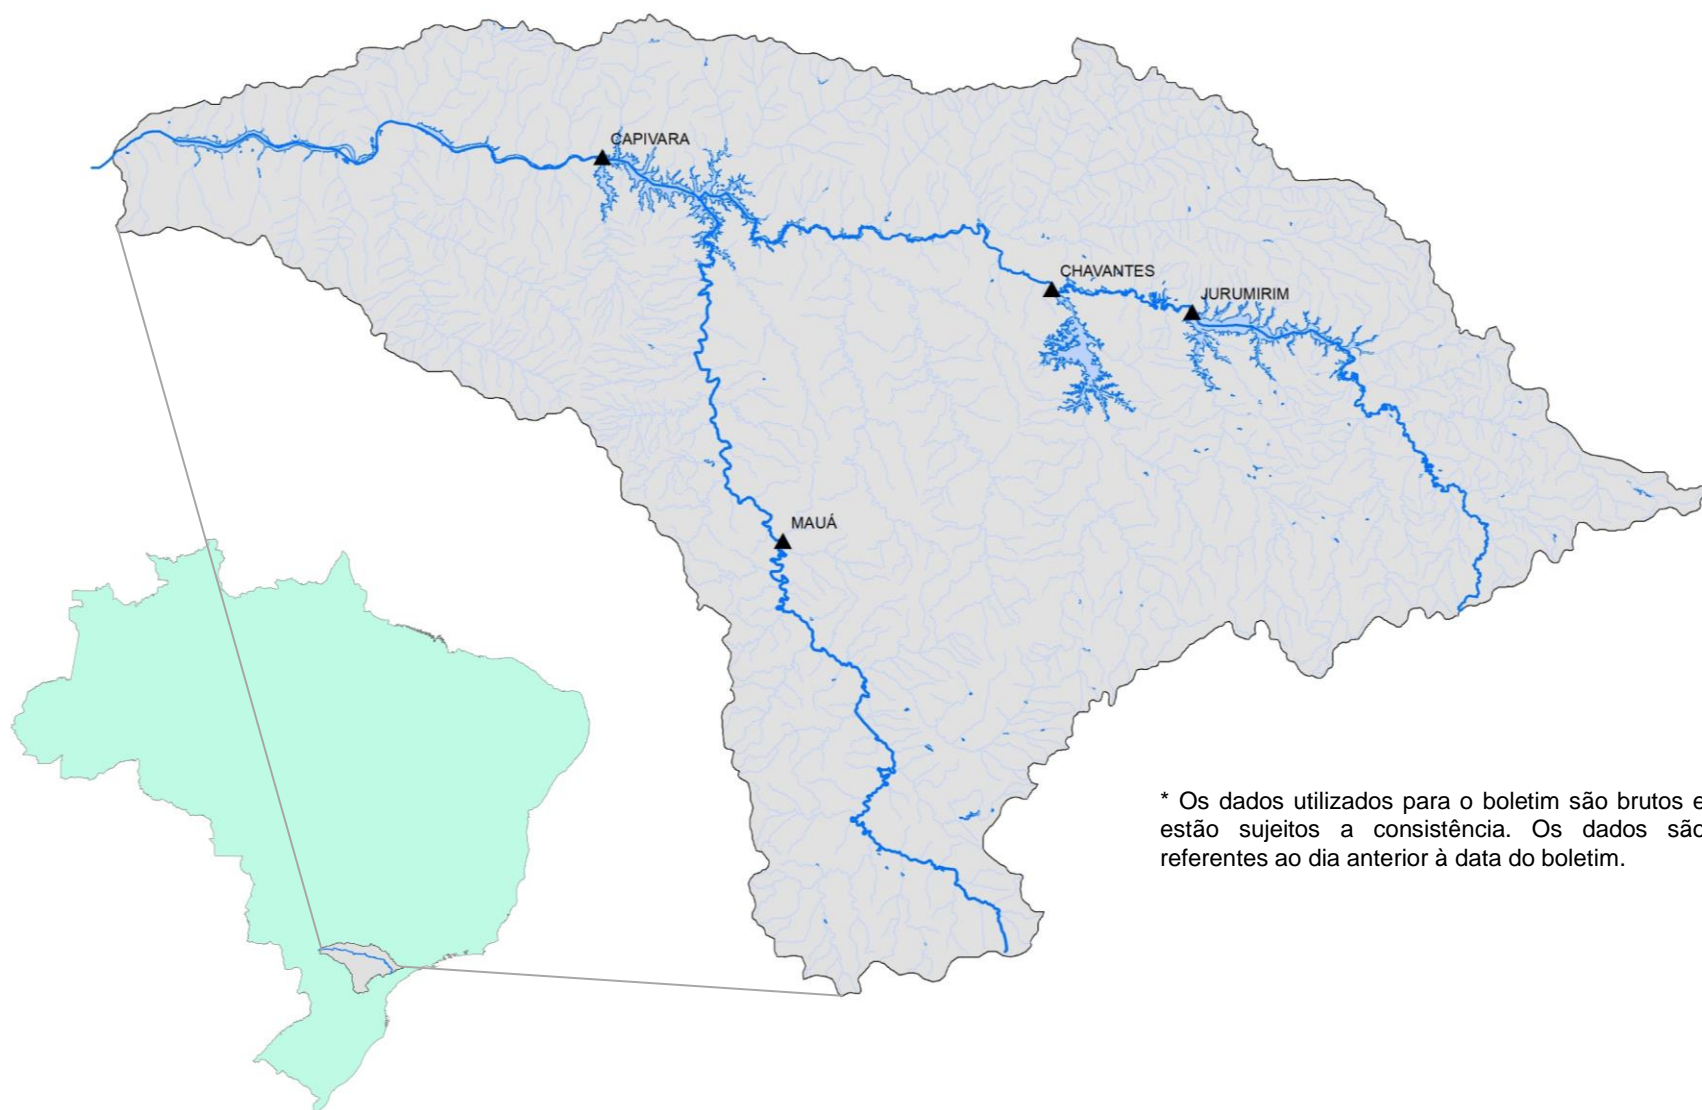 CAPIVARA
CHAVANTES
JURUMIRIM
MAUÁ
* Os dados utilizados para o boletim são brutos e
estão sujeitos a consistência. Os dados são
referentes ao dia anterior à data do boletim.